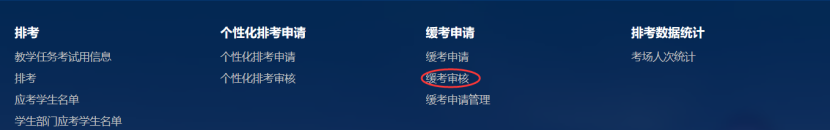 排考
教学任务考试用信息
排考
应考学生名单
学生部门应考学生名单
个性化排考申请
个性化排考申请
个性化排考审核
缓考申请
缓考申请
缓考审核
缓考申请管理
排考数据统计
考场人次统计